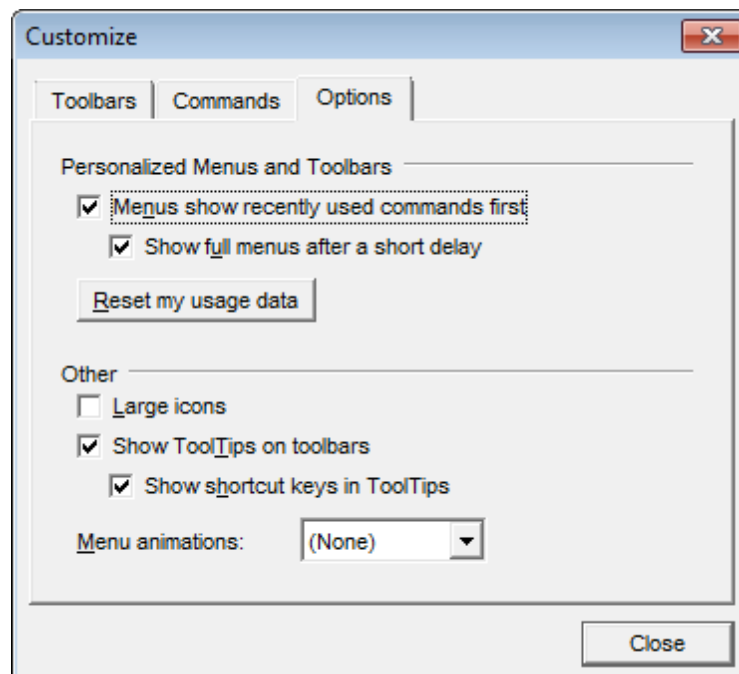 Customize
Toolbars Commands Options
Personalized Menus and Toolbars
Menus show recently used commands first
Show full menus after a short delay
Reset my usage data
Other
Large icons
Show ToolTips on toolbars
Show shortcut keys in ToolTips
Menu animations: (None)
Close